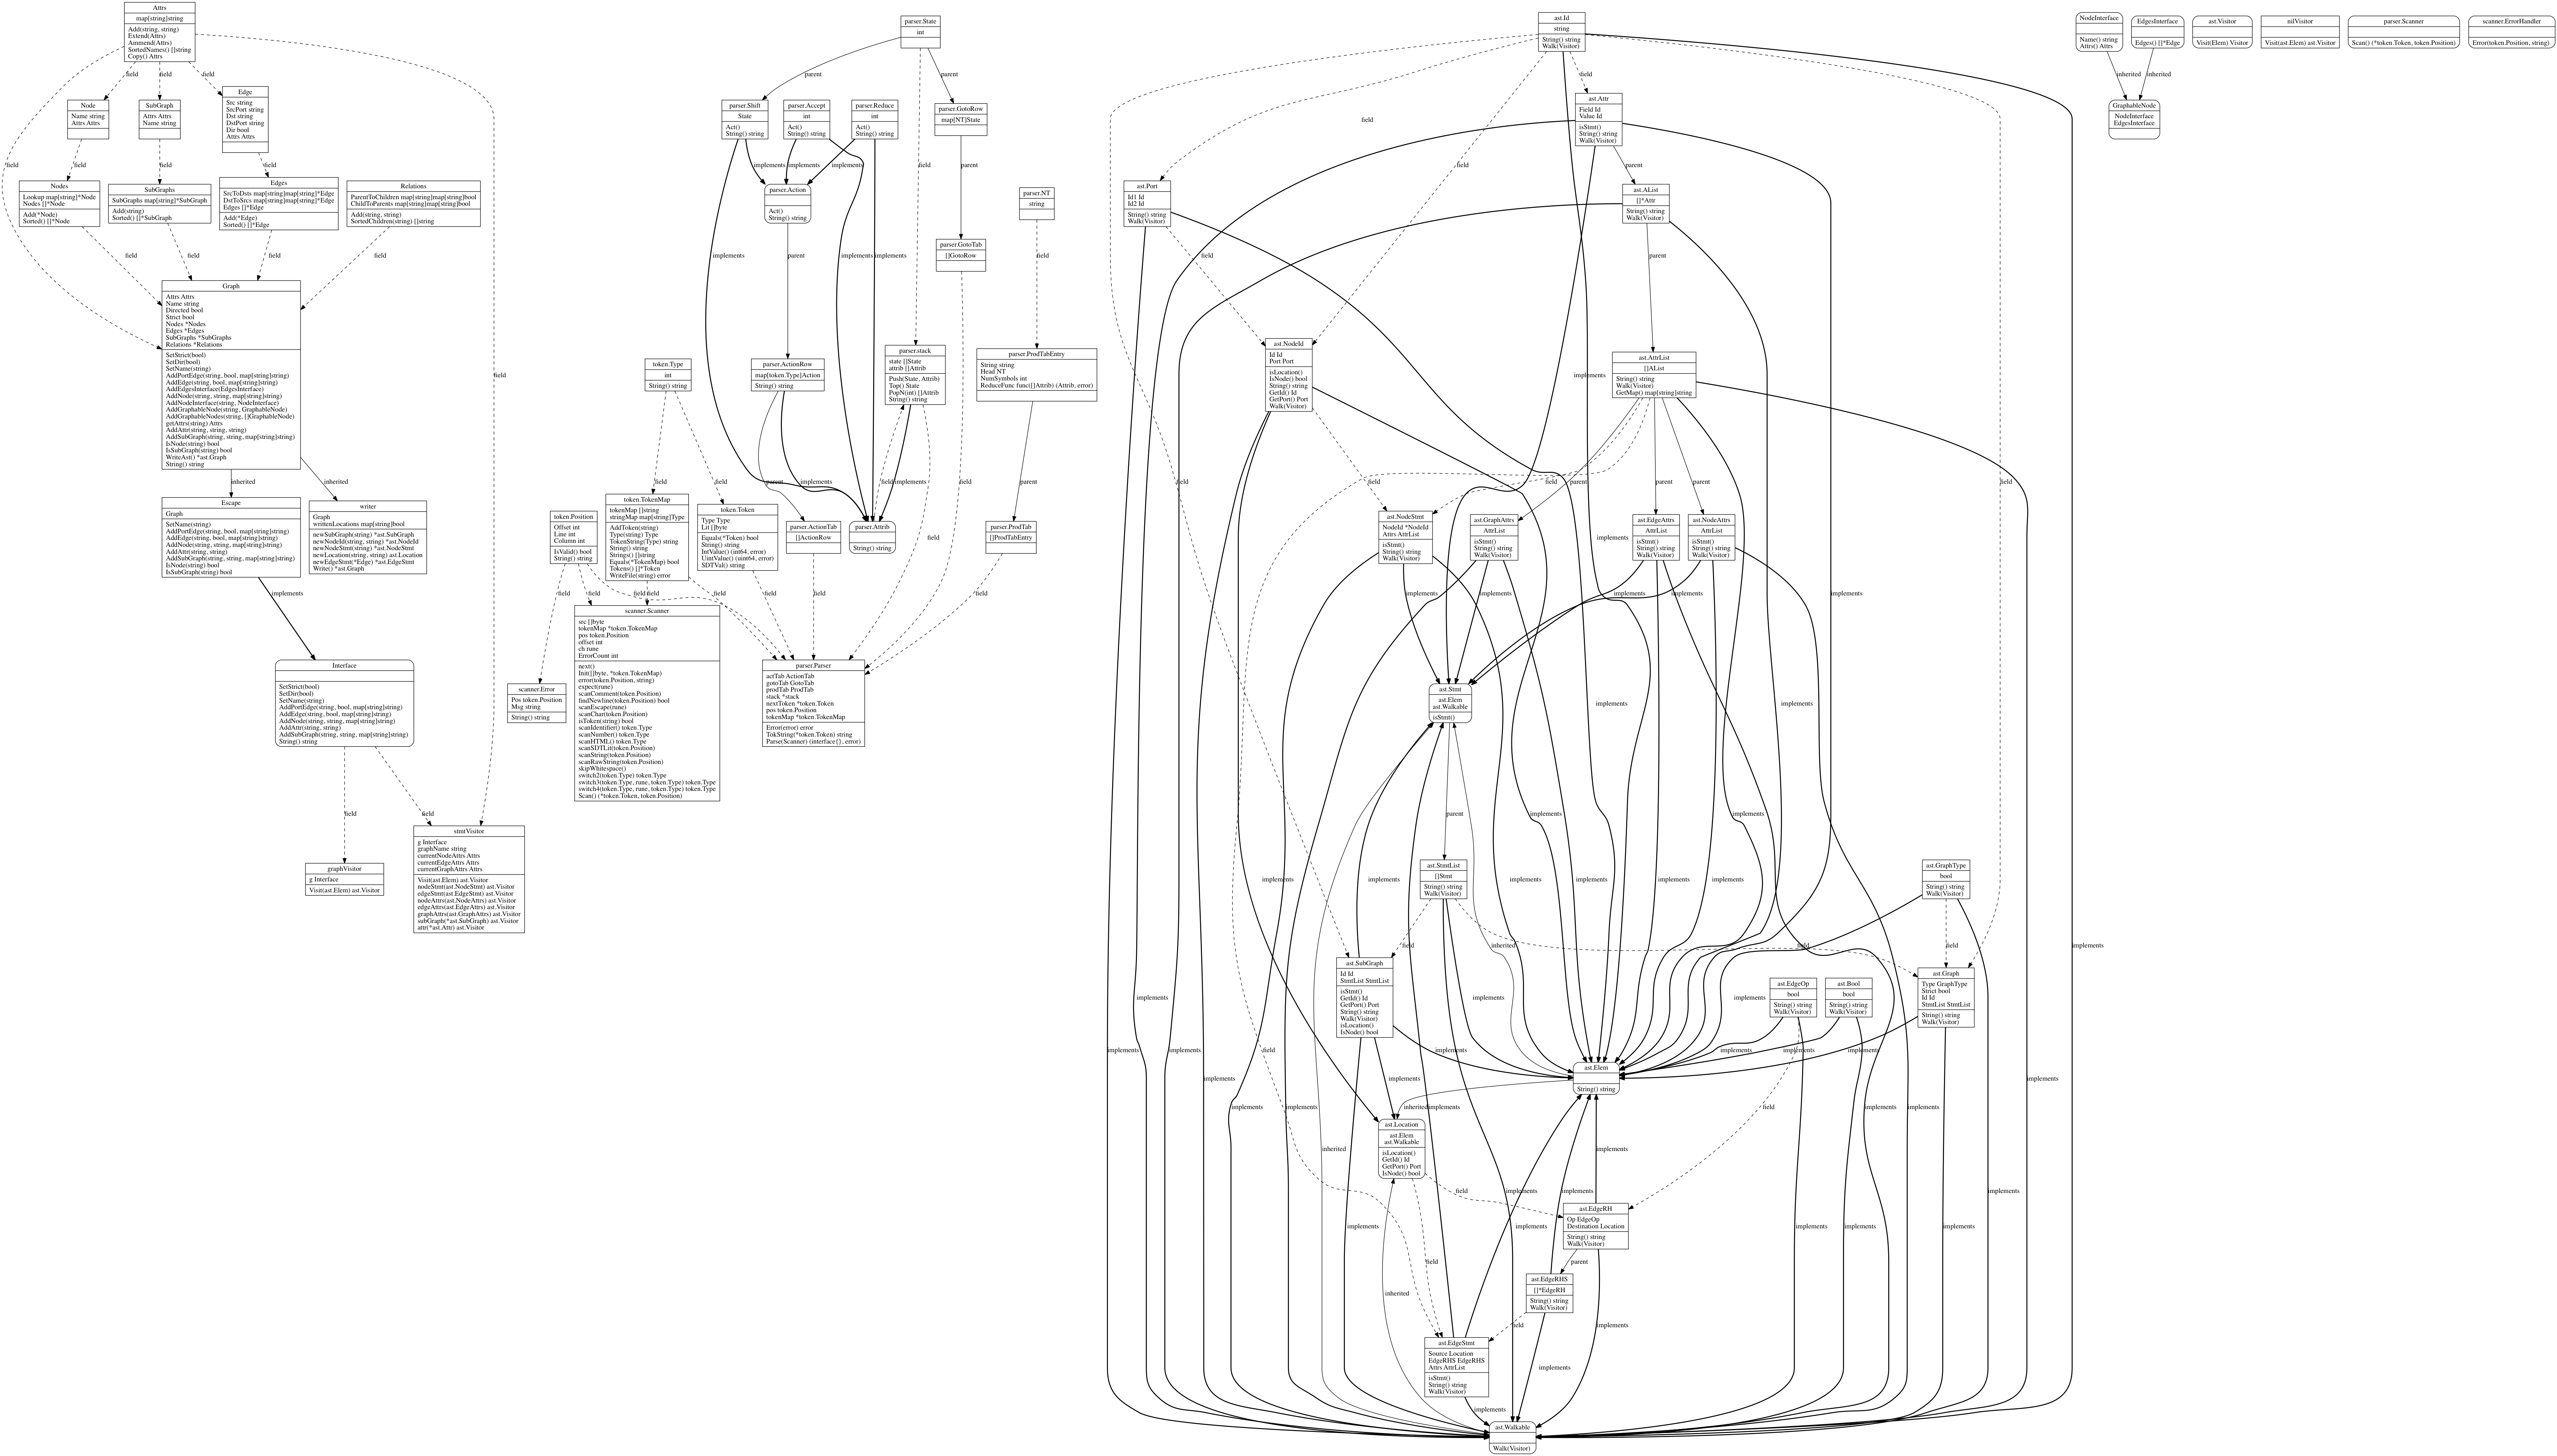 Attrs
map[string]string
Add(string, string)
Extend(Attrs)
Ammend(Attrs)
SortedNames() []string
Copy() Attrs
field
field
field
field
field
Node
Name string
Attrs Attrs
SubGraph
Attrs Attrs
Name string
Edge
Src string
SrcPort string
Dst string
DstPort string
Dir bool
Attrs Attrs
field
field
field
Nodes
Lookup map[string]*Node
Nodes []*Node
Add(*Node)
Sorted() []*Node
SubGraphs
SubGraphs map[string]*SubGraph
Add(string)
Sorted() []*SubGraph
Edges
SrcToDsts map[string]map[string]*Edge
DstToSrcs map[string]map[string]*Edge
Edges []*Edge
Add(*Edge)
Sorted() []*Edge
Relations
ParentToChildren map[string]map[string]bool
ChildToParents map[string]map[string]bool
Add(string, string)
SortedChildren(string) []string
field
field
field
field
Graph
Attrs Attrs
Name string
Directed bool
Strict bool
Nodes *Nodes
Edges *Edges
SubGraphs *SubGraphs
Relations *Relations
SetStrict(bool)
SetDir(bool)
SetName(string)
AddPortEdge(string, bool, map[string]string)
AddEdge(string, bool, map[string]string)
AddEdgesInterface(EdgesInterface)
AddNode(string, string, map[string]string)
AddNodeInterface(string, NodeInterface)
AddGraphableNode(string, GraphableNode)
AddGraphableNodes(string, []GraphableNode)
getAttrs(string) Attrs
AddAttr(string, string, string)
AddSubGraph(string, string, map[string]string)
IsNode(string) bool
IsSubGraph(string) bool
WriteAst() *ast.Graph
String() string
inherited
inherited
Escape
Graph
SetName(string)
AddPortEdge(string, bool, map[string]string)
AddEdge(string, bool, map[string]string)
AddNode(string, string, map[string]string)
AddAttr(string, string)
AddSubGraph(string, string, map[string]string)
IsNode(string) bool
IsSubGraph(string) bool
writer
Graph
writtenLocations map[string]bool
newSubGraph(string) *ast.SubGraph
newNodeId(string, string) *ast.NodeId
newNodeStmt(string) *ast.NodeStmt
newLocation(string, string) ast.Location
newEdgeStmt(*Edge) *ast.EdgeStmt
Write() *ast.Graph
implements
Interface
SetStrict(bool)
SetDir(bool)
SetName(string)
AddPortEdge(string, bool, map[string]string)
AddEdge(string, bool, map[string]string)
AddNode(string, string, map[string]string)
AddAttr(string, string)
AddSubGraph(string, string, map[string]string)
String() string
field
field
graphVisitor
g Interface
Visit(ast.Elem) ast.Visitor
stmtVisitor
g Interface
graphName string
currentNodeAttrs Attrs
currentEdgeAttrs Attrs
currentGraphAttrs Attrs
Visit(ast.Elem) ast.Visitor
nodeStmt(ast.NodeStmt) ast.Visitor
edgeStmt(ast.EdgeStmt) ast.Visitor
nodeAttrs(ast.NodeAttrs) ast.Visitor
edgeAttrs(ast.EdgeAttrs) ast.Visitor
graphAttrs(ast.GraphAttrs) ast.Visitor
subGraph(*ast.SubGraph) ast.Visitor
attr(*ast.Attr) ast.Visitor
parser.State
int
parent
parent
field
parser.Shift
State
Act()
String() string
parser.Accept
int
Act()
String() string
parser.Reduce
int
Act()
String() string
parser.GotoRow
map[NT]State
implements
implements
implements
parent
parser.Action
Act()
String() string
parser.NT
string
parser.GotoTab
[]GotoRow
implements
parent
implements
implements
field
field
token.Type
int
String() string
parser.ActionRow
map[token.Type]Action
String() string
parser.stack
state []State
attrib []Attrib
Push(State, Attrib)
Top() State
PopN(int) []Attrib
String() string
parser.ProdTabEntry
String string
Head NT
NumSymbols int
ReduceFunc func([]Attrib) (Attrib, error)
field
field
parent
implements
field
implements
field
parent
token.Position
Offset int
Line int
Column int
IsValid() bool
String() string
token.TokenMap
tokenMap []string
stringMap map[string]Type
AddToken(string)
Type(string) Type
TokenString(Type) string
String() string
Strings() []string
Equals(*TokenMap) bool
Tokens() []*Token
WriteFile(string) error
token.Token
Type Type
Lit []byte
Equals(*Token) bool
String() string
IntValue() (int64, error)
UintValue() (uint64, error)
SDTVal() string
parser.ActionTab
[]ActionRow
parser.Attrib
String() string
parser.ProdTab
[]ProdTabEntry
field
field
field
field
field
field
field
field
field
field
scanner.Error
Pos token.Position
Msg string
String() string
scanner.Scanner
src []byte
tokenMap *token.TokenMap
pos token.Position
offset int
ch rune
ErrorCount int
next()
Init([]byte, *token.TokenMap)
error(token.Position, string)
expect(rune)
scanComment(token.Position)
findNewline(token.Position) bool
scanEscape(rune)
scanChar(token.Position)
isToken(string) bool
scanIdentifier() token.Type
scanNumber() token.Type
scanHTML() token.Type
scanSDTLit(token.Position)
scanString(token.Position)
scanRawString(token.Position)
skipWhitespace()
switch2(token.Type) token.Type
switch3(token.Type, rune, token.Type) token.Type
switch4(token.Type, rune, token.Type) token.Type
Scan() (*token.Token, token.Position)
parser.Parser
actTab ActionTab
gotoTab GotoTab
prodTab ProdTab
stack *stack
nextToken *token.Token
pos token.Position
tokenMap *token.TokenMap
Error(error) error
TokString(*token.Token) string
Parse(Scanner) (interface{}, error)
ast.Id
string
String() string
Walk(Visitor)
field
field
field
ast.Attr
Field Id
Value Id
isStmt()
String() string
Walk(Visitor)
parent
ast.Port
Id1 Id
Id2 Id
String() string
Walk(Visitor)
ast.AList
[]*Attr
String() string
Walk(Visitor)
field
parent
ast.NodeId
Id Id
Port Port
isLocation()
IsNode() bool
String() string
GetId() Id
GetPort() Port
Walk(Visitor)
implements
ast.AttrList
[]AList
String() string
Walk(Visitor)
GetMap() map[string]string
field
field
field
parent
parent
parent
field
ast.NodeStmt
NodeId *NodeId
Attrs AttrList
isStmt()
String() string
Walk(Visitor)
ast.GraphAttrs
AttrList
isStmt()
String() string
Walk(Visitor)
ast.EdgeAttrs
AttrList
isStmt()
String() string
Walk(Visitor)
ast.NodeAttrs
AttrList
isStmt()
String() string
Walk(Visitor)
implements
implements
implements
implements
implements
implements
ast.Stmt
ast.Elem
ast.Walkable
isStmt()
implements
implements
parent
implements
implements
implements
ast.StmtList
[]Stmt
String() string
Walk(Visitor)
ast.GraphType
bool
String() string
Walk(Visitor)
implements
implements
implements
implements
implements
field
inherited
field
field
ast.SubGraph
Id Id
StmtList StmtList
isStmt()
GetId() Id
GetPort() Port
String() string
Walk(Visitor)
isLocation()
IsNode() bool
ast.EdgeOp
bool
String() string
Walk(Visitor)
ast.Bool
bool
String() string
Walk(Visitor)
ast.Graph
Type GraphType
Strict bool
Id Id
StmtList StmtList
String() string
Walk(Visitor)
implements
implements
implements
implements
field
implements
implements
implements
implements
ast.Elem
String() string
implements
implements
implements
implements
inherited
implements
field
implements
implements
ast.Location
ast.Elem
ast.Walkable
isLocation()
GetId() Id
GetPort() Port
IsNode() bool
inherited
implements
field
implements
implements
ast.EdgeRH
Op EdgeOp
Destination Location
String() string
Walk(Visitor)
implements
implements
implements
implements
implements
field
parent
ast.EdgeRHS
[]*EdgeRH
String() string
Walk(Visitor)
inherited
field
implements
ast.EdgeStmt
Source Location
EdgeRHS EdgeRHS
Attrs AttrList
isStmt()
String() string
Walk(Visitor)
implements
implements
ast.Walkable
Walk(Visitor)
NodeInterface
Name() string
Attrs() Attrs
EdgesInterface
Edges() []*Edge
inherited
inherited
GraphableNode
NodeInterface
EdgesInterface
ast.Visitor
Visit(Elem) Visitor
nilVisitor
Visit(ast.Elem) ast.Visitor
parser.Scanner
Scan() (*token.Token, token.Position)
scanner.ErrorHandler
Error(token.Position, string)